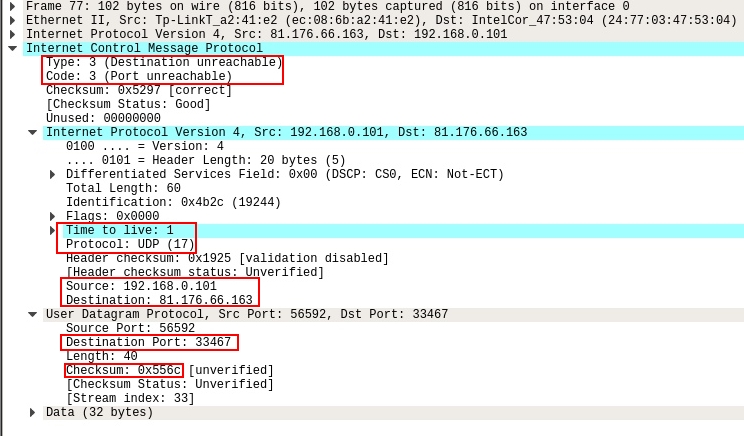 Frame 77: 102 bytes on wire (816 bits), 102 bytes captured (816 bits) on interface 0
Ethernet II, Src: Tp-LinkT_a2:41:e2 (ec:08:6b:a2:41:e2), Dst: IntelCor_47:53:04 (24:77:03:47:53:04)
Internet Protocol Version 4, Src: 81.176.66.163, Dst: 192.168.0.101
Internet Control Message Protocol
Type: 3 (Destination unreachable)
Code: 3 (Port unreachable)
Checksum: 0x5297 [correct]
[Checksum Status: Good]
Unused: 00000000
Internet Protocol Version 4, Src: 192.168.0.101, Dst: 81.176.66.163
0100 .... = Version: 4
.... 0101 = Header Length: 20 bytes (5)
Differentiated Services Field: 0x00 (DSCP: CS0, ECN: Not-ECT)
Total Length: 60
Identification: 0x4b2c (19244)
Flags: 0x0000
Time to live: 1
Protocol: UDP (17)
Header checksum: 0x1925 [validation disabled]
[Header checksum status: Unverified]
Source: 192.168.0.101
Destination: 81.176.66.163
User Datagram Protocol, Src Port: 56592, Dst Port: 33467
Source Port: 56592
Destination Port: 33467
Length: 40
Checksum: 0x556c [unverified]
[Checksum Status: Unverified]
[Stream index: 33]
Data (32 bytes)